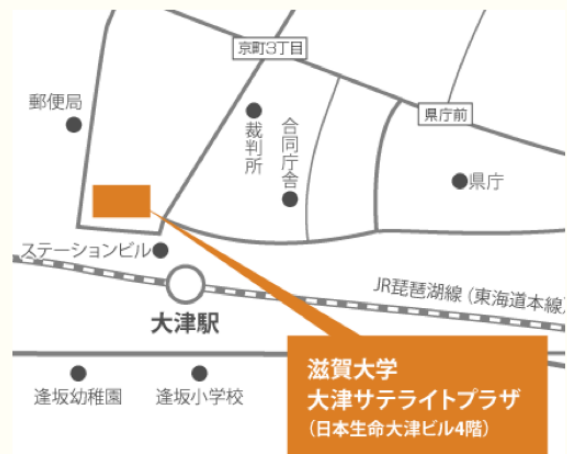 京町3丁目
郵便局
県庁前
裁判所
合同庁舎
県庁
ステーションビル
JR琵琶湖線（東海道本線）
大津駅
滋賀大学
大津サテライトプラザ
（日本生命大津ビル4階）
逢坂幼稚園
逢坂小学校